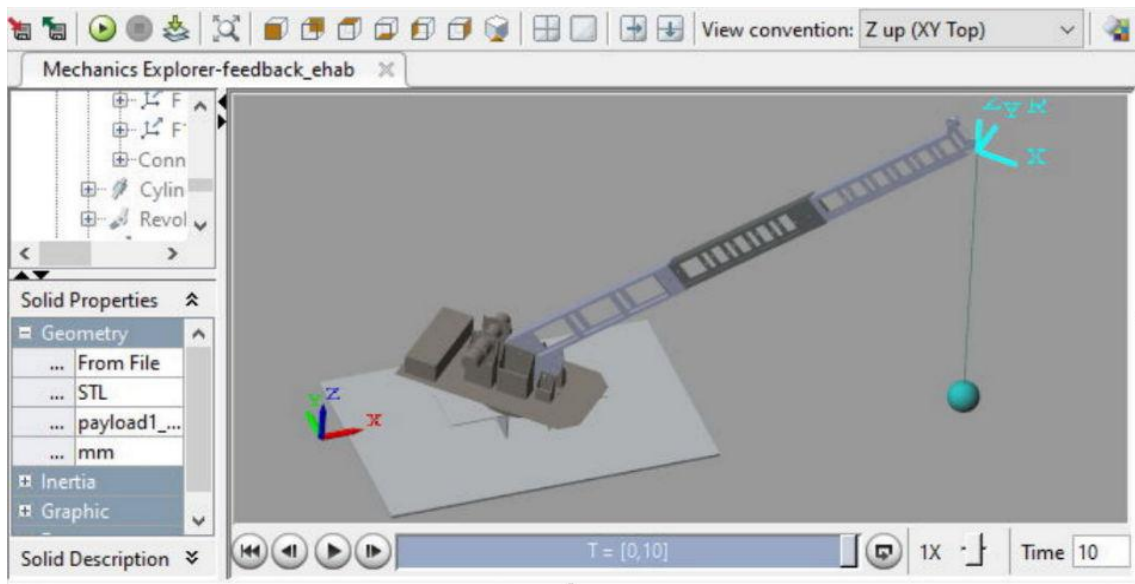 View convention: Z up (XY Top)
Mechanics Explorer-feedback_ehab
F
F
Conn
Cylin
Revol
Solid Properties
Geometry
... From File
... STL
... payload1_...
... mm
Inertia
Graphic
Solid Description
Z Y R
X
Y Z
X
T = [0,10]
1X
Time 10